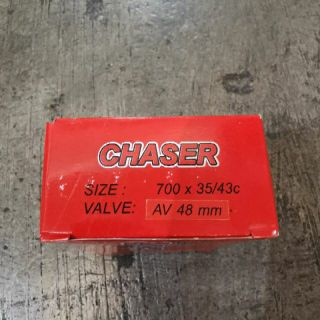 CHASER
SIZE: 700 x 35/43c
VALVE: AV 48 mm